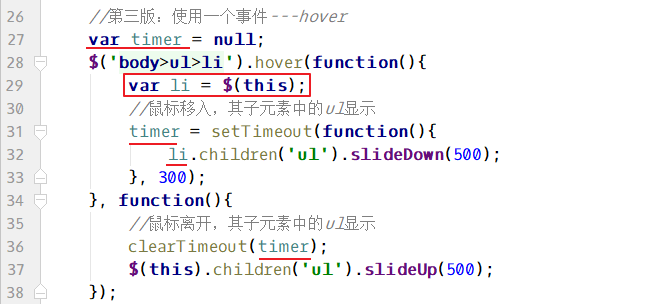 26 //第三版: 使用一个事件---hover
27 var timer = null;
28 $('body>ul>li').hover(function(){
29 var li = $(this);
30 //鼠标移入，其子元素中的ul显示
31 timer = setTimeout(function(){
32 li.children('ul').slideDown(500);
33 }, 300);
34 }, function(){
35 //鼠标离开，其子元素中的ul显示
36 clearTimeout(timer);
37 $(this).children('ul').slideUp(500);
38 });